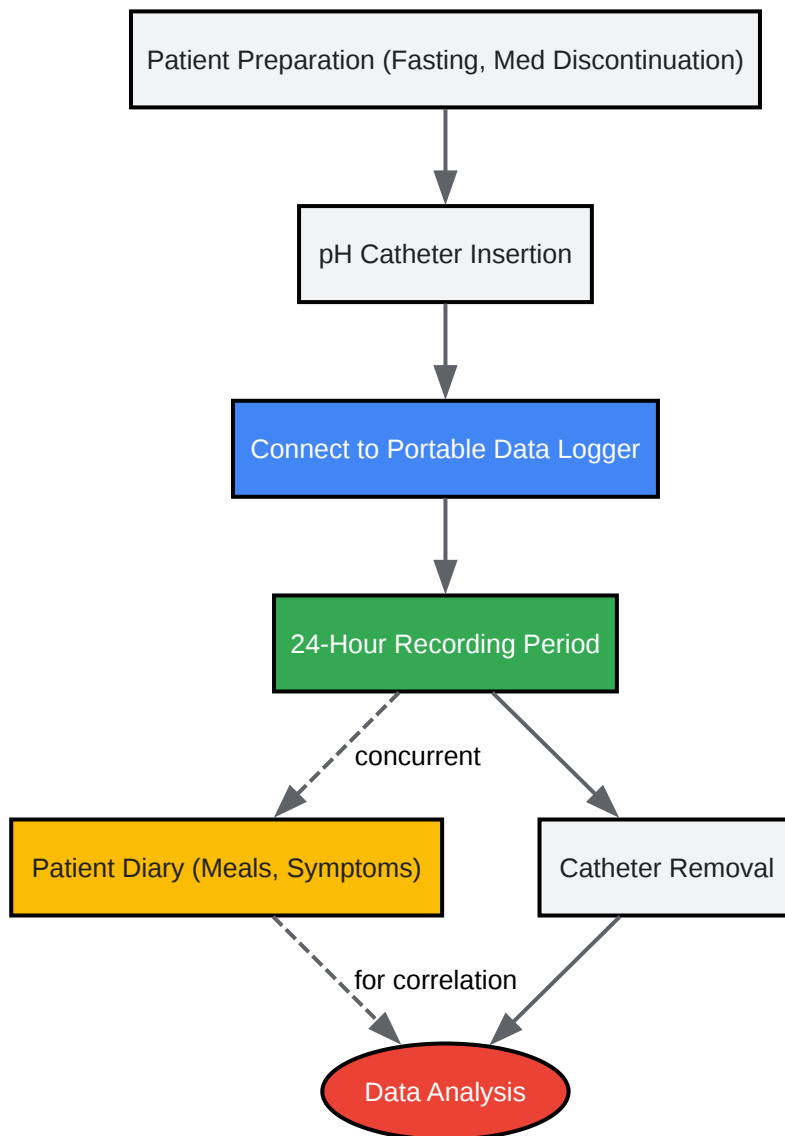 Patient Preparation (Fasting, Med Discontinuation)
pH Catheter Insertion
Connect to Portable Data Logger
24-Hour Recording Period
concurrent
Patient Diary (Meals, Symptoms)
Catheter Removal
for correlation
Data Analysis